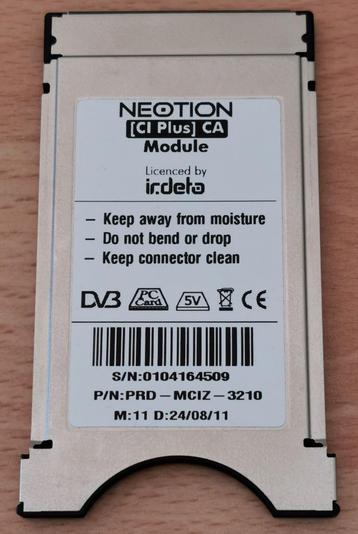 NEOTION
[CI Plus] CA
Module
Licenced by
irdeto
– Keep away from moisture
– Do not bend or drop
– Keep connector clean
DVB PC Card 5V CE
S/N:0104164509
P/N:PRD – MCIZ – 3210
M:11 D:24/08/11